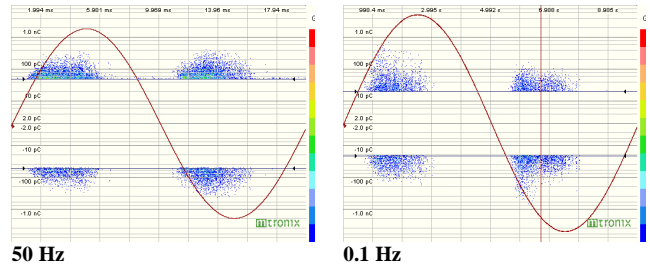 1.994 ms 5.981 ms 9.969 ms 13.96 ms 17.94 ms
G
1.0 nC
100 pC
10 pC
2.0 pC
-2.0 pC
-10 pC
-100 pC
-1.0 nC
mtronix
50 Hz
998.4 ms 2.995 s 4.992 s 6.988 s 8.985 s
G
1.0 nC
100 pC
10 pC
2.0 pC
-2.0 pC
-10 pC
-100 pC
-1.0 nC
mtronix
0.1 Hz